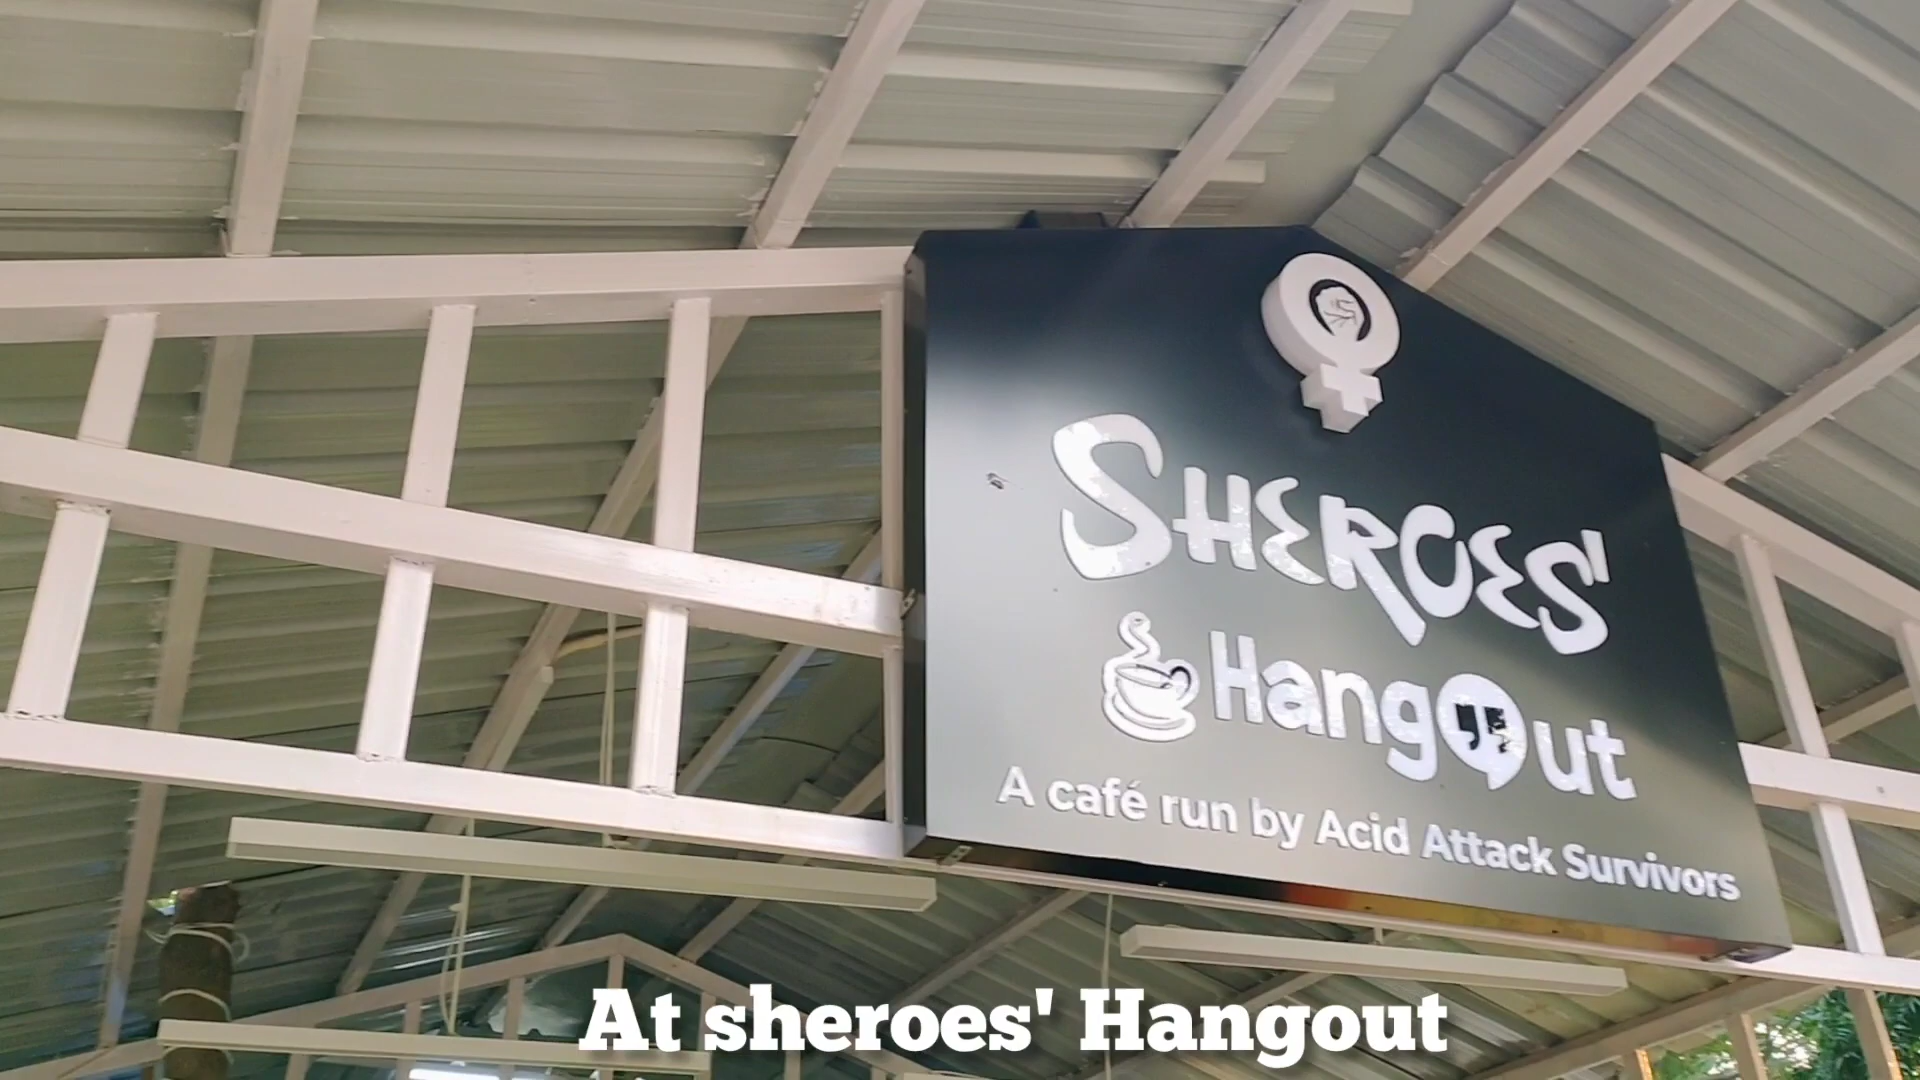 SHEROES'
HangOut
A café run by Acid Attack Survivors
At sheroes' Hangout